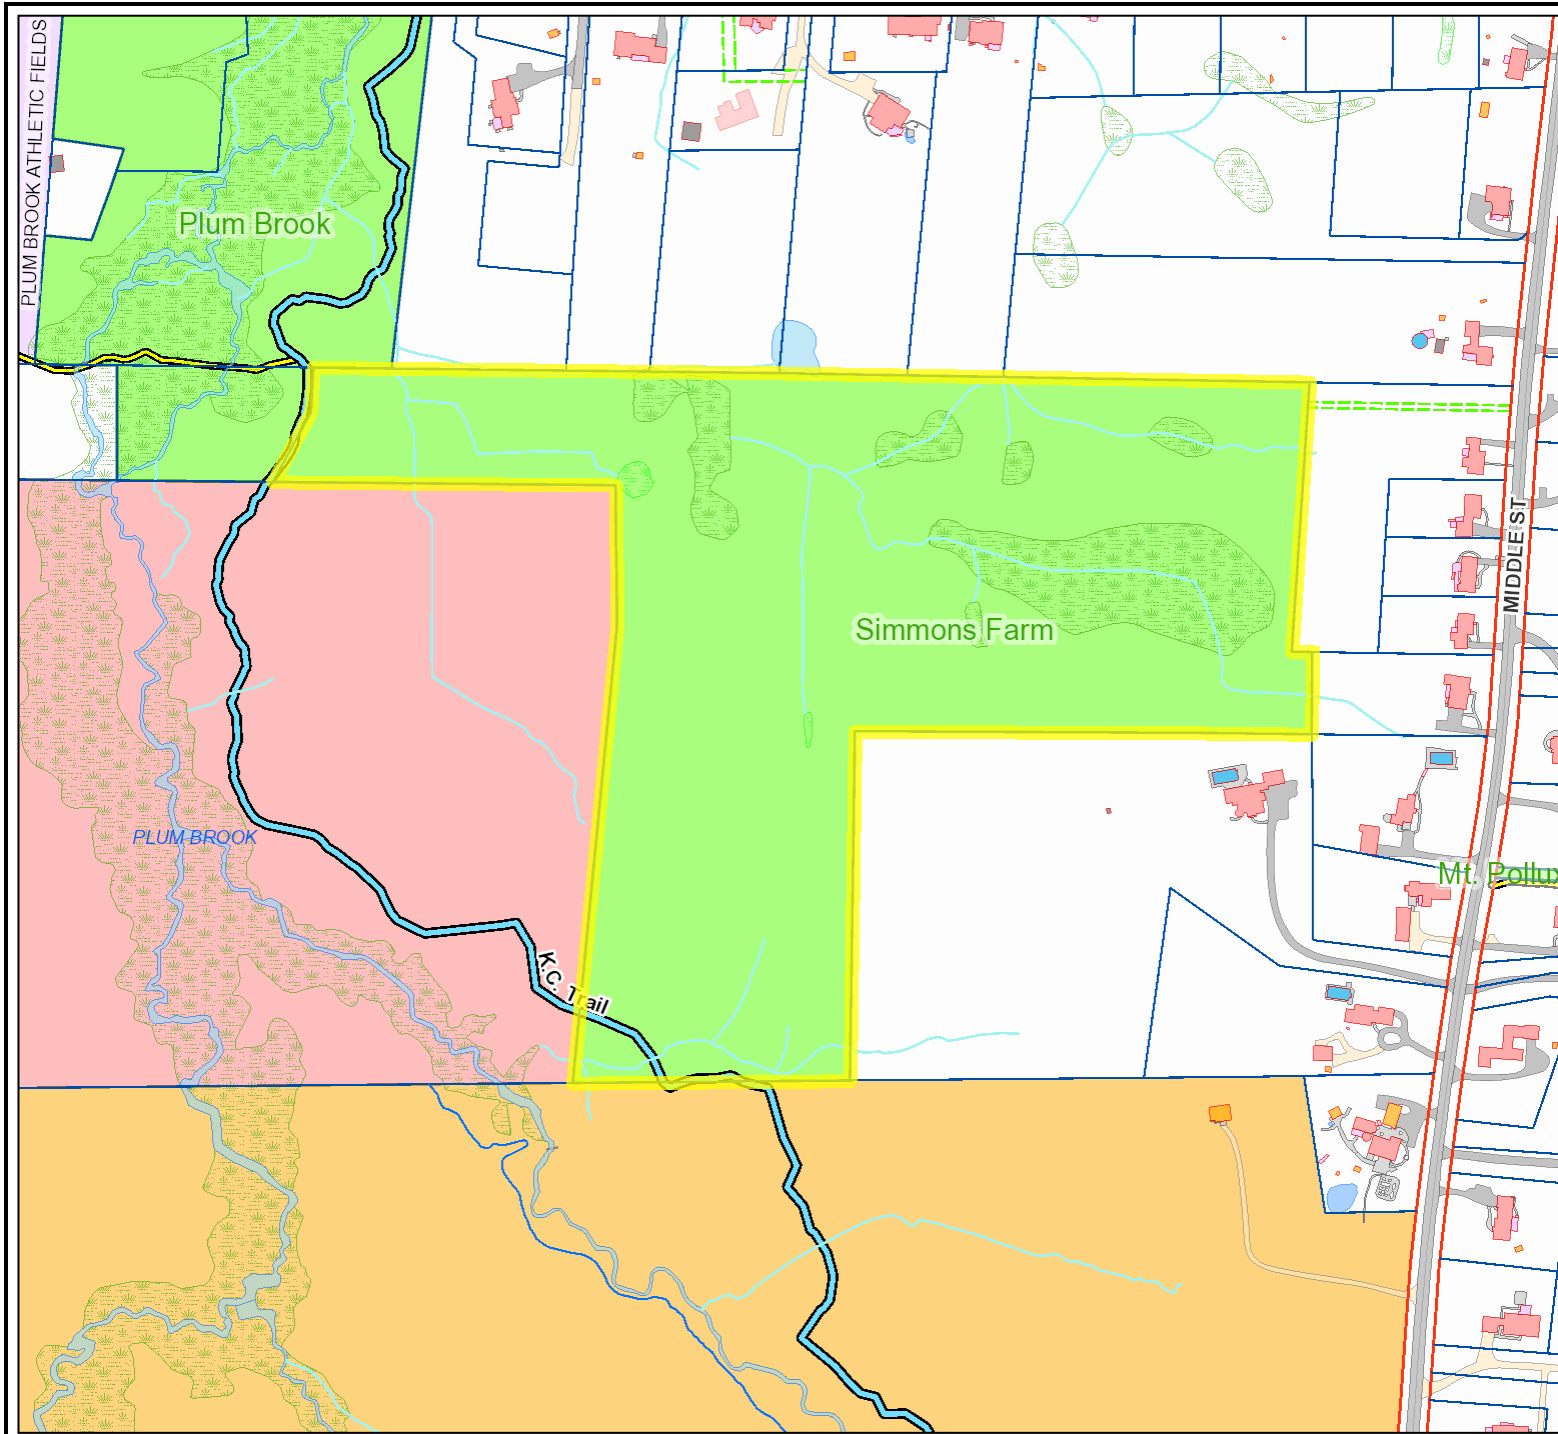 PLUM BROOK ATHLETIC FIELDS
Plum Brook
MIDDLE ST
Simmons Farm
PLUM BROOK
Mt. Pollux
K.C. Trail